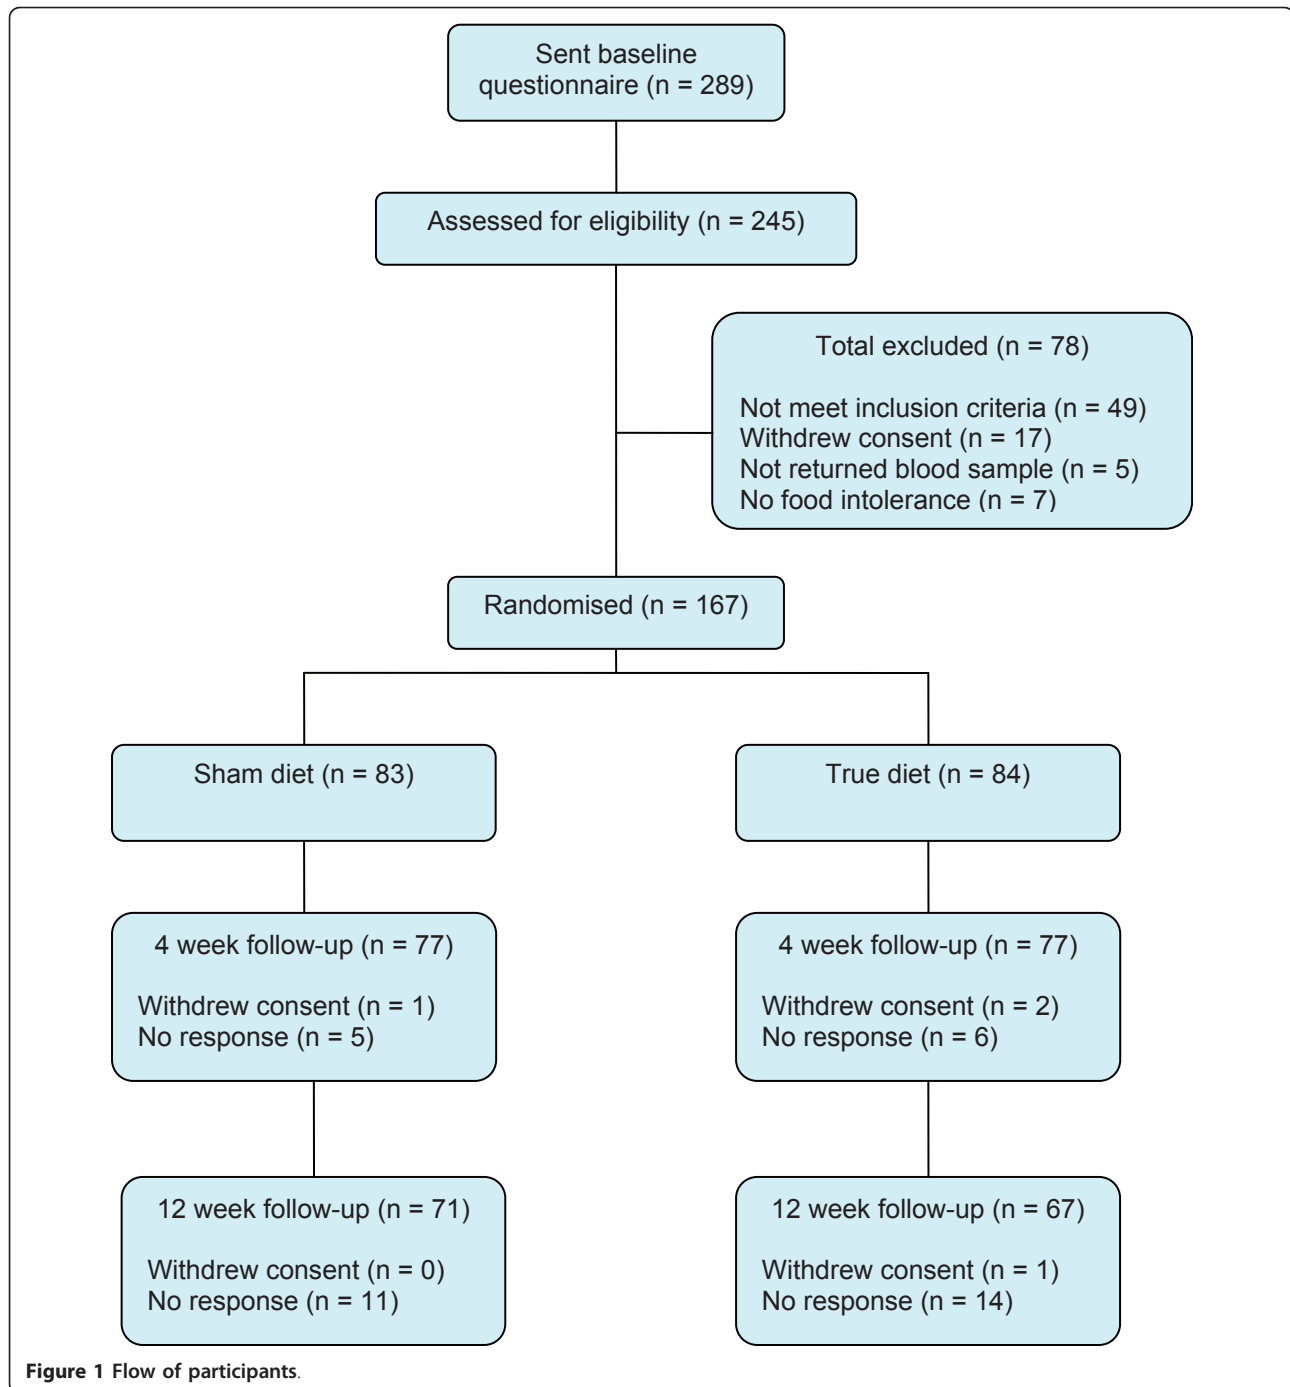 Sent baseline
questionnaire (n = 289)
Assessed for eligibility (n = 245)
Total excluded (n = 78)
Not meet inclusion criteria (n = 49)
Withdrew consent (n = 17)
Not returned blood sample (n = 5)
No food intolerance (n = 7)
Randomised (n = 167)
Sham diet (n = 83)
True diet (n = 84)
4 week follow-up (n = 77)
Withdrew consent (n = 1)
No response (n = 5)
4 week follow-up (n = 77)
Withdrew consent (n = 2)
No response (n = 6)
12 week follow-up (n = 71)
Withdrew consent (n = 0)
No response (n = 11)
12 week follow-up (n = 67)
Withdrew consent (n = 1)
No response (n = 14)
Figure 1 Flow of participants.